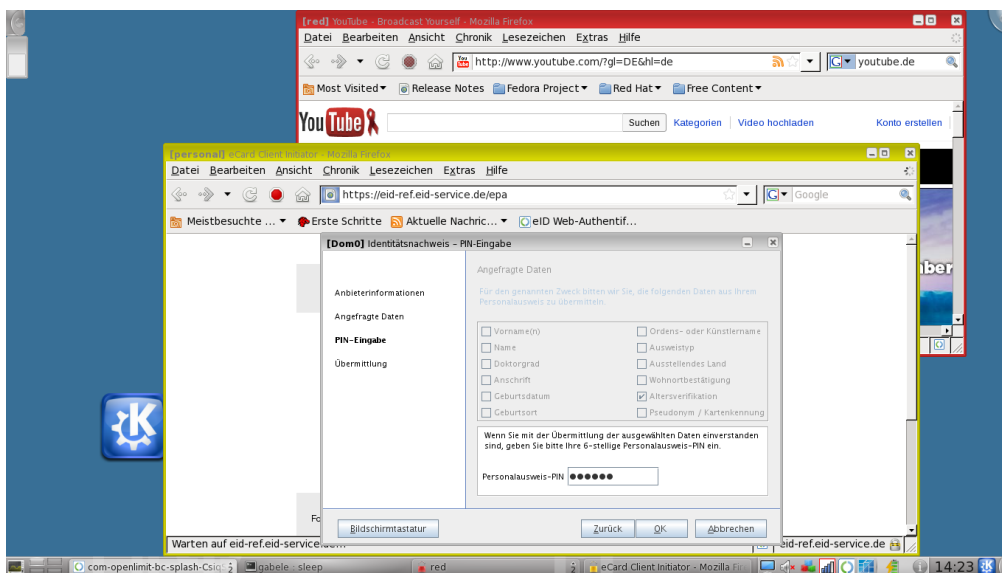 [red] YouTube - Broadcast Yourself - Mozilla Firefox
Datei Bearbeiten Ansicht Chronik Lesezeichen Extras Hilfe
http://www.youtube.com/?gl=DE&hl=de
youtube.de
Most Visited Release Notes Fedora Project Red Hat Free Content
You Tube
Suchen Kategorien Video hochladen Konto erstellen
[personal] eCard Client Initiator - Mozilla Firefox
Datei Bearbeiten Ansicht Chronik Lesezeichen Extras Hilfe
https://eid-ref.eid-service.de/epa
Google
Meistbesuchte ... Erste Schritte Aktuelle Nachric... eID Web-Authentif...
[Dom0] Identitätsnachweis - PIN-Eingabe
Anbieterinformationen
Angefragte Daten
PIN-Eingabe
Übermittlung
Angefragte Daten
Für den genannten Zweck bitten wir Sie, die folgenden Daten aus Ihrem
Personalausweis zu übermitteln.
Vorname(n) Ordens- oder Künstlername
Name Ausweistyp
Doktorgrad Ausstellendes Land
Anschrift Wohnortbestätigung
Geburtsdatum Altersverifikation
Geburtsort Pseudonym / Kartenkennung
Wenn Sie mit der Übermittlung der ausgewählten Daten einverstanden
sind, geben Sie bitte Ihre 6-stellige Personalausweis-PIN ein.
Personalausweis-PIN
Bildschirmtastatur Zurück OK Abbrechen
Warten auf eid-ref.eid-service.de... eid-ref.eid-service.de
com-openlimit-bc-splash-Csig 2 gabele : sleep red 2 eCard Client Initiator - Mozilla Fire 14:23